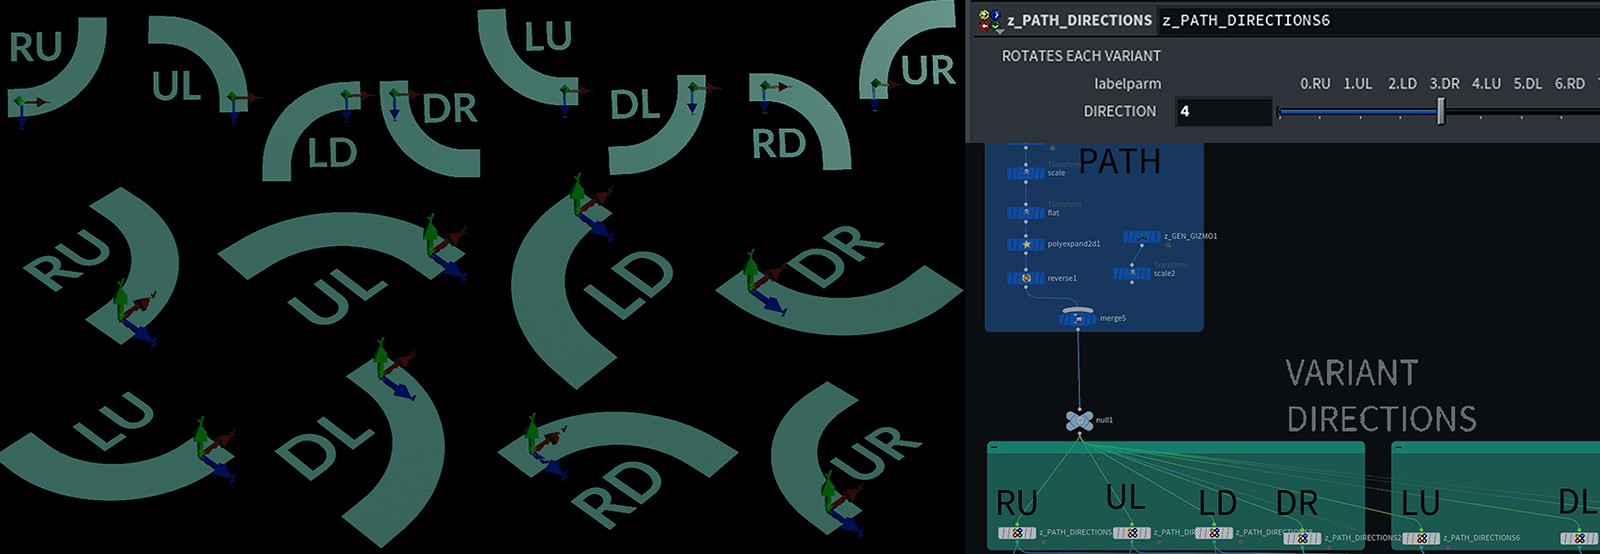 RU
UL
LD
DR
LU
DL
RD
UR
RU
UL
LD
DR
LU
DL
RD
UR
z_PATH_DIRECTIONS z_PATH_DIRECTIONS6
ROTATES EACH VARIANT
labelparm 0.RU 1.UL 2.LD 3.DR 4.LU 5.DL 6.RD
DIRECTION 4
PATH
Transform
scale
Transform
flat
polyexpand2d1
z_GEN_GIZMO1
reverse1
Transform
scale2
merge5
VARIANT
DIRECTIONS
null1
RU UL LD DR LU DL
z_PATH_DIRECTIONS z_PATH_DIR z_PATH_DIRECTIONS z_PATH_DIRECTIONS2 z_PATH_DIRECTIONS6